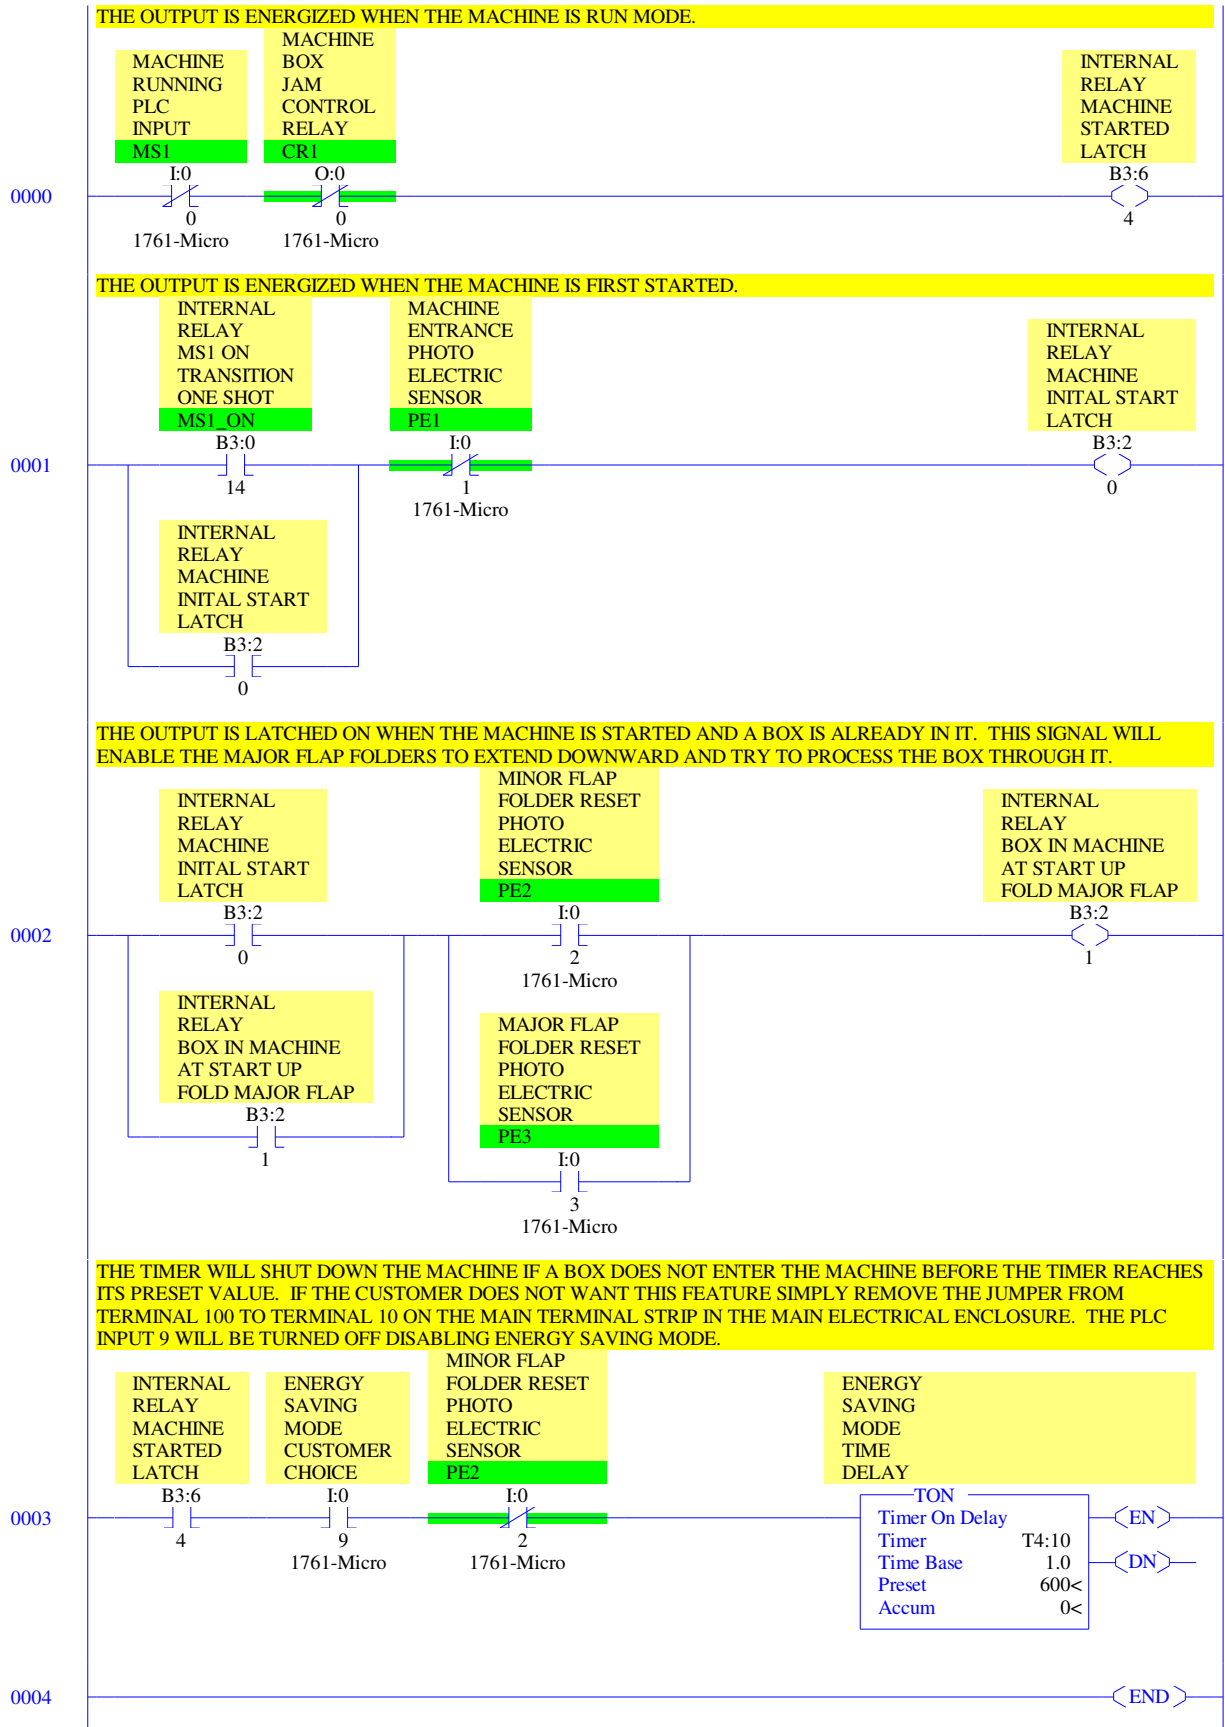 THE OUTPUT IS ENERGIZED WHEN THE MACHINE IS RUN MODE.
MACHINE
RUNNING
PLC
INPUT
MS1
I:0
0
1761-Micro
MACHINE
BOX
JAM
CONTROL
RELAY
CR1
O:0
0
1761-Micro
INTERNAL
RELAY
MACHINE
STARTED
LATCH
B3:6
4
0000
THE OUTPUT IS ENERGIZED WHEN THE MACHINE IS FIRST STARTED.
INTERNAL
RELAY
MS1 ON
TRANSITION
ONE SHOT
MS1_ON
B3:0
14
MACHINE
ENTRANCE
PHOTO
ELECTRIC
SENSOR
PE1
I:0
1
1761-Micro
INTERNAL
RELAY
MACHINE
INITAL START
LATCH
B3:2
0
0001
INTERNAL
RELAY
MACHINE
INITAL START
LATCH
B3:2
0
THE OUTPUT IS LATCHED ON WHEN THE MACHINE IS STARTED AND A BOX IS ALREADY IN IT.  THIS SIGNAL WILL
ENABLE THE MAJOR FLAP FOLDERS TO EXTEND DOWNWARD AND TRY TO PROCESS THE BOX THROUGH IT.
INTERNAL
RELAY
MACHINE
INITAL START
LATCH
B3:2
0
MINOR FLAP
FOLDER RESET
PHOTO
ELECTRIC
SENSOR
PE2
I:0
2
1761-Micro
INTERNAL
RELAY
BOX IN MACHINE
AT START UP
FOLD MAJOR FLAP
B3:2
1
0002
INTERNAL
RELAY
BOX IN MACHINE
AT START UP
FOLD MAJOR FLAP
B3:2
1
MAJOR FLAP
FOLDER RESET
PHOTO
ELECTRIC
SENSOR
PE3
I:0
3
1761-Micro
THE TIMER WILL SHUT DOWN THE MACHINE IF A BOX DOES NOT ENTER THE MACHINE BEFORE THE TIMER REACHES
ITS PRESET VALUE.  IF THE CUSTOMER DOES NOT WANT THIS FEATURE SIMPLY REMOVE THE JUMPER FROM
TERMINAL 100 TO TERMINAL 10 ON THE MAIN TERMINAL STRIP IN THE MAIN ELECTRICAL ENCLOSURE.  THE PLC
INPUT 9 WILL BE TURNED OFF DISABLING ENERGY SAVING MODE.
INTERNAL
RELAY
MACHINE
STARTED
LATCH
B3:6
4
ENERGY
SAVING
MODE
CUSTOMER
CHOICE
I:0
9
1761-Micro
MINOR FLAP
FOLDER RESET
PHOTO
ELECTRIC
SENSOR
PE2
I:0
2
1761-Micro
ENERGY
SAVING
MODE
TIME
DELAY
TON
Timer On Delay
Timer T4:10
Time Base 1.0
Preset 600<
Accum 0<
EN
DN
0003
0004
END